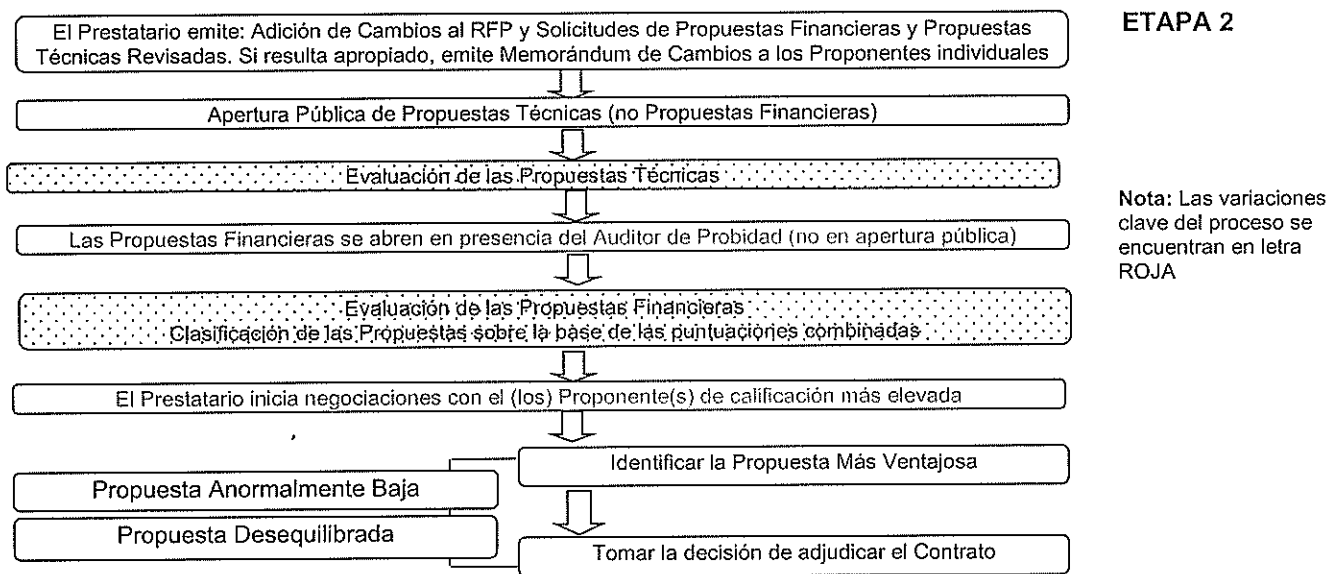 El Prestatario emite: Adición de Cambios al RFP y Solicitudes de Propuestas Financieras y Propuestas
Técnicas Revisadas. Si resulta apropiado, emite Memorándum de Cambios a los Proponentes individuales
ETAPA 2
Apertura Pública de Propuestas Técnicas (no Propuestas Financieras)
Evaluación de las Propuestas Técnicas
Las Propuestas Financieras se abren en presencia del Auditor de Probidad (no en apertura pública)
Nota: Las variaciones
clave del proceso se
encuentran en letra
ROJA
Evaluación de las Propuestas Financieras
Clasificación de las Propuestas sobre la base de las puntuaciones combinadas
El Prestatario inicia negociaciones con el (los) Proponente(s) de calificación más elevada
Identificar la Propuesta Más Ventajosa
Propuesta Anormalmente Baja
Propuesta Desequilibrada
Tomar la decisión de adjudicar el Contrato